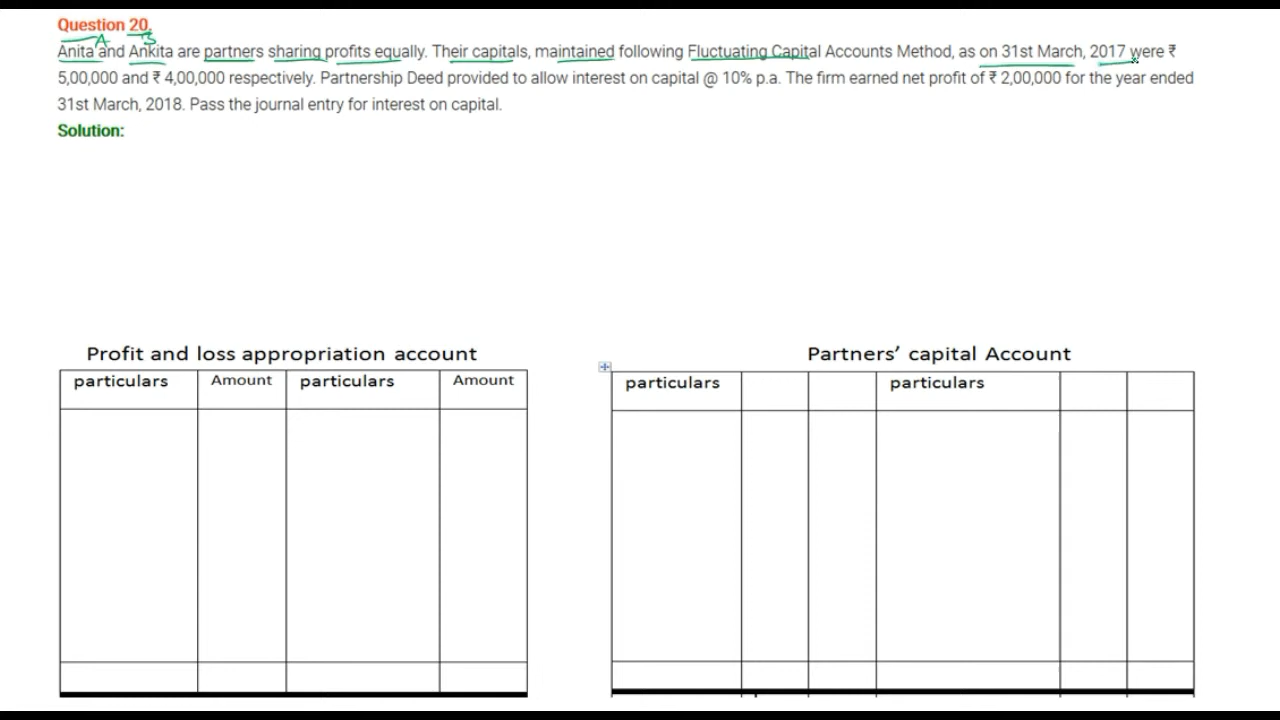 Question 20.
A B
Anita and Ankita are partners sharing profits equally. Their capitals, maintained following Fluctuating Capital Accounts Method, as on 31st March, 2017 were ₹
5,00,000 and ₹ 4,00,000 respectively. Partnership Deed provided to allow interest on capital @ 10% p.a. The firm earned net profit of ₹ 2,00,000 for the year ended
31st March, 2018. Pass the journal entry for interest on capital.
Solution:
Profit and loss appropriation account
particulars Amount particulars Amount
Partners’ capital Account
particulars particulars